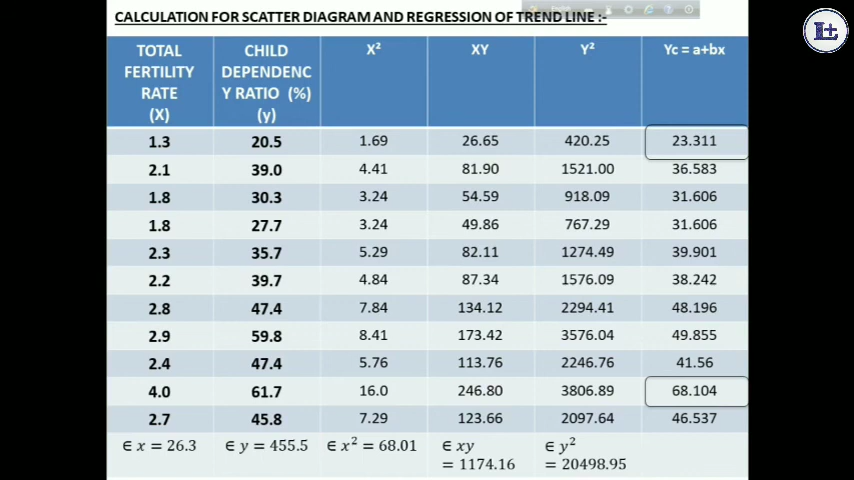 CALCULATION FOR SCATTER DIAGRAM AND REGRESSION OF TREND LINE :-
TOTAL FERTILITY RATE (X) CHILD DEPENDENC Y RATIO (%) (y) X² XY Y² Yc = a+bx
1.3 20.5 1.69 26.65 420.25 23.311
2.1 39.0 4.41 81.90 1521.00 36.583
1.8 30.3 3.24 54.59 918.09 31.606
1.8 27.7 3.24 49.86 767.29 31.606
2.3 35.7 5.29 82.11 1274.49 39.901
2.2 39.7 4.84 87.34 1576.09 38.242
2.8 47.4 7.84 134.12 2294.41 48.196
2.9 59.8 8.41 173.42 3576.04 49.855
2.4 47.4 5.76 113.76 2246.76 41.56
4.0 61.7 16.0 246.80 3806.89 68.104
2.7 45.8 7.29 123.66 2097.64 46.537
∈ x = 26.3 ∈ y = 455.5 ∈ x² = 68.01 ∈ xy = 1174.16 ∈ y² = 20498.95
L+